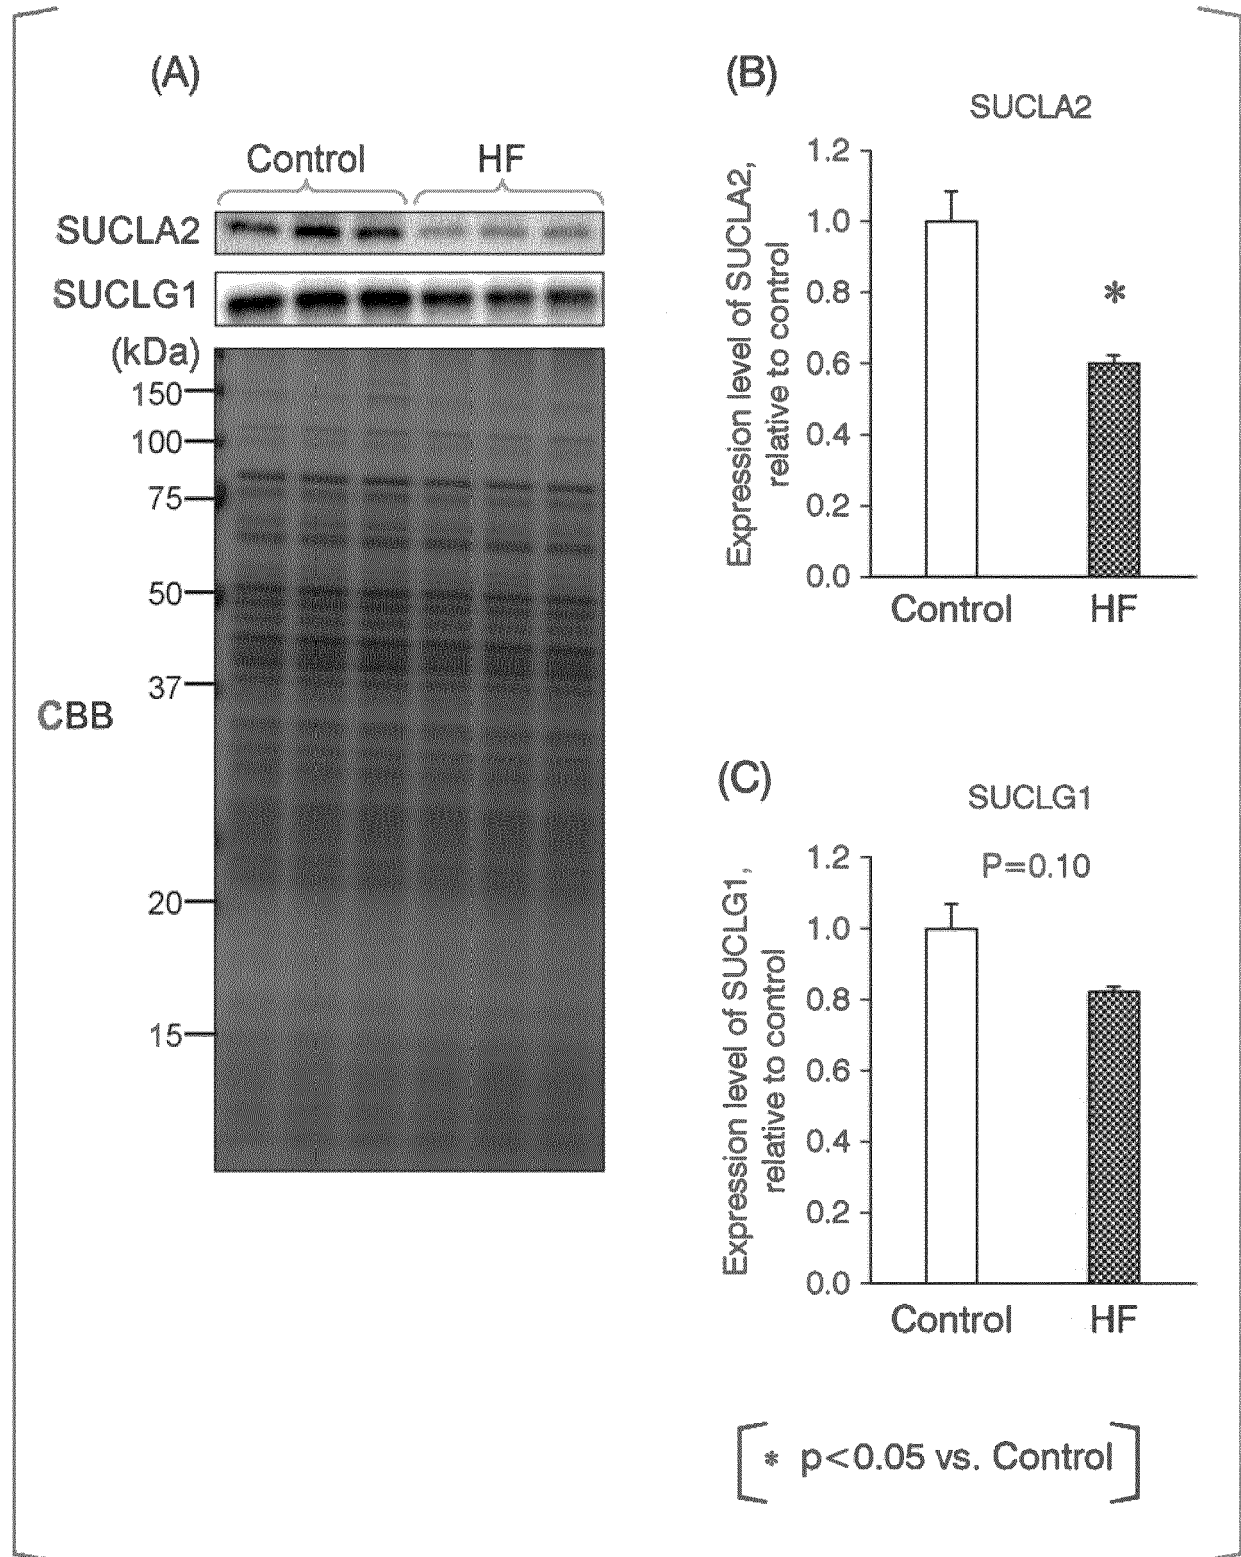 (A)
Control HF
SUCLA2
SUCLG1
(kDa)
150
100
75
50
37
CBB
20
15
(B)
SUCLA2
Expression level of SUCLA2,
relative to control
1.2
1.0
0.8
*
0.6
0.4
0.2
0.0
Control HF
(C)
SUCLG1
P=0.10
Expression level of SUCLG1,
relative to control
1.2
1.0
0.8
0.6
0.4
0.2
0.0
Control HF
* p<0.05 vs. Control